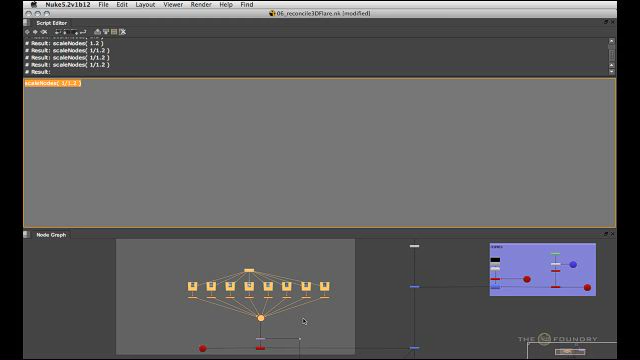 Nuke5.2v1b12 File Edit Layout Viewer Render Help
06_reconcile3DFlare.nk [modified]
Script Editor
# Result: scaleNodes( 1.2 )
# Result: scaleNodes( 1/1.2 )
# Result: scaleNodes( 1/1.2 )
# Result: scaleNodes( 1/1.2 )
# Result:
scaleNodes( 1/1.2 )
Node Graph
THE FOUNDRY